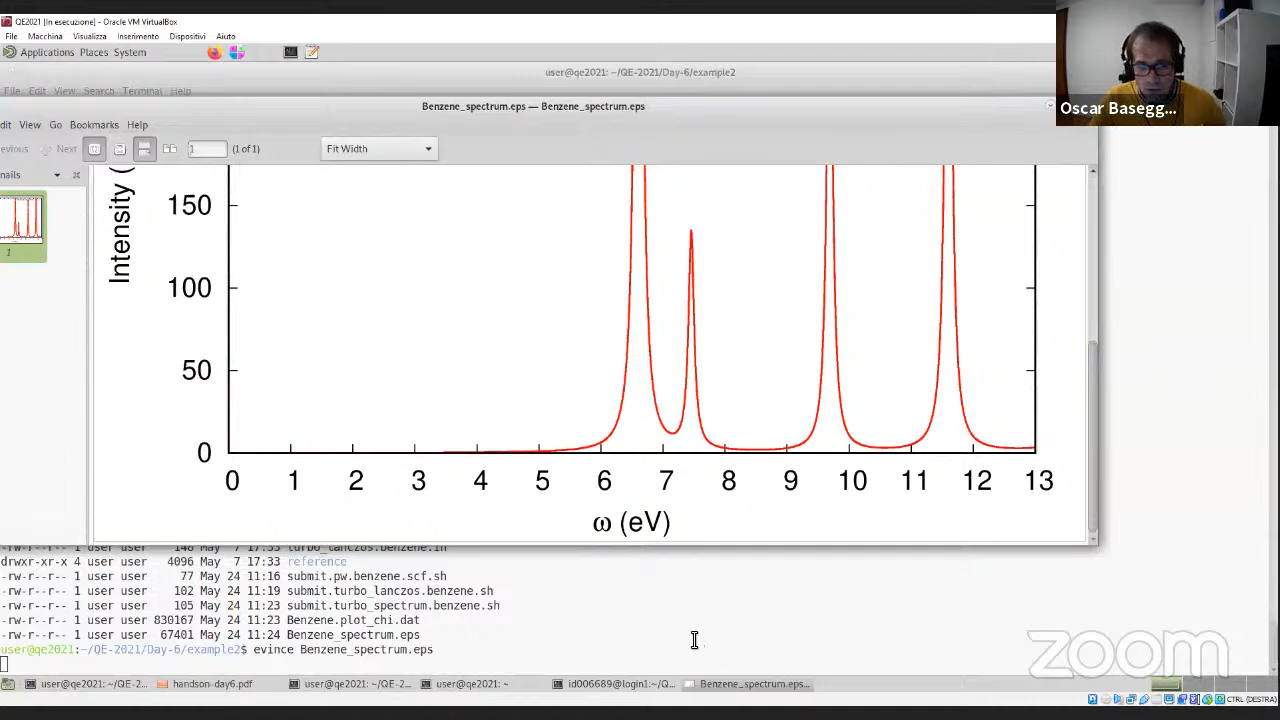 QE2021 [In esecuzione] - Oracle VM VirtualBox
File Macchina Visualizza Inserimento Dispositivi Aiuto
Applications Places System
user@qe2021: ~/QE-2021/Day-6/example2
File Edit View Search Terminal Help
Benzene_spectrum.eps — Benzene_spectrum.eps
Oscar Basegg...
dit View Go Bookmarks Help
evious Next 1 (1 of 1) Fit Width
nails
1
Intensity (
150
100
50
0
0 1 2 3 4 5 6 7 8 9 10 11 12 13
ω (eV)
-rw-r--r-- 1 user user 148 May 7 17:33 turbo_lanczos.benzene.in
drwxr-xr-x 4 user user 4096 May 7 17:33 reference
-rw-r--r-- 1 user user 77 May 24 11:16 submit.pw.benzene.scf.sh
-rw-r--r-- 1 user user 102 May 24 11:19 submit.turbo_lanczos.benzene.sh
-rw-r--r-- 1 user user 105 May 24 11:23 submit.turbo_spectrum.benzene.sh
-rw-r--r-- 1 user user 830167 May 24 11:23 Benzene.plot_chi.dat
-rw-r--r-- 1 user user 67401 May 24 11:24 Benzene_spectrum.eps
user@qe2021:~/QE-2021/Day-6/example2$ evince Benzene_spectrum.eps
zoom
user@qe2021: ~/QE-2... handson-day6.pdf user@qe2021: ~/QE-2... user@qe2021: ~ id006689@login1:~/Q... Benzene_spectrum.eps...
CTRL (DESTRA)